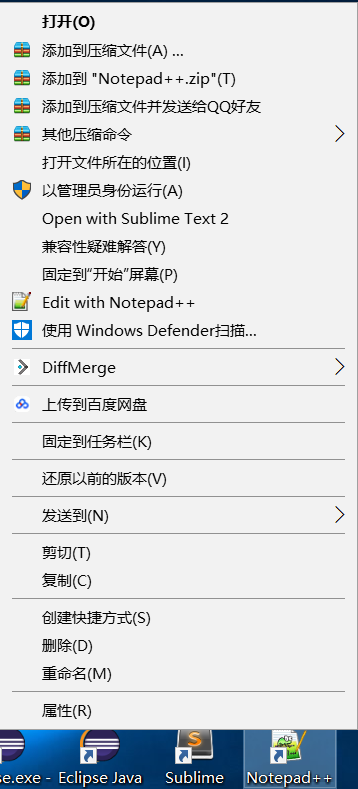 打开(O)
添加到压缩文件(A) ...
添加到 "Notepad++.zip"(T)
添加到压缩文件并发送给QQ好友
其他压缩命令
打开文件所在的位置(I)
以管理员身份运行(A)
Open with Sublime Text 2
兼容性疑难解答(Y)
固定到“开始”屏幕(P)
Edit with Notepad++
使用 Windows Defender扫描...
DiffMerge
上传到百度网盘
固定到任务栏(K)
还原以前的版本(V)
发送到(N)
剪切(T)
复制(C)
创建快捷方式(S)
删除(D)
重命名(M)
属性(R)
se.exe - Eclipse Java Sublime Notepad++